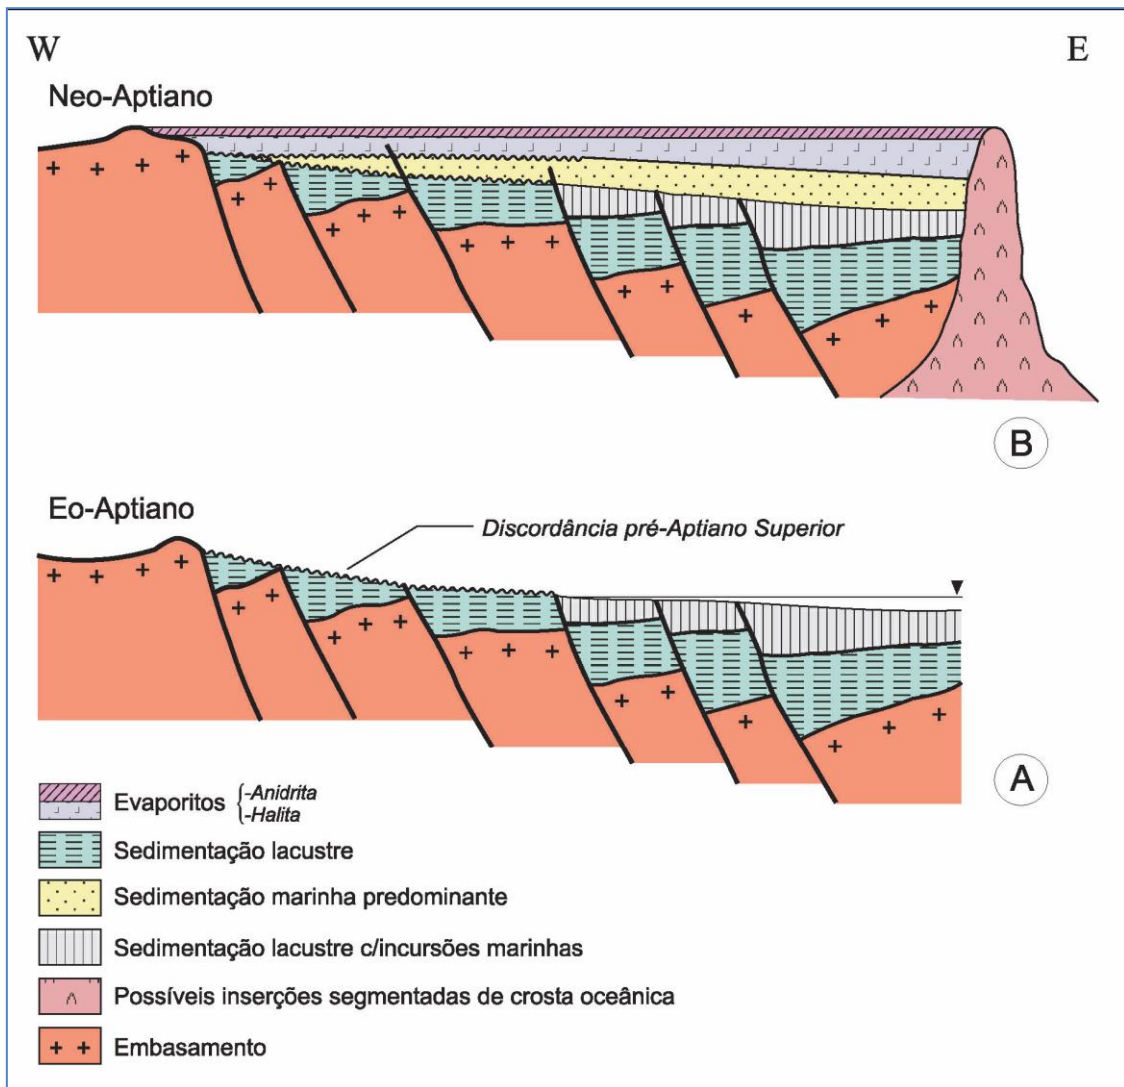 W
E
Neo-Aptiano
B
Eo-Aptiano
Discordância pré-Aptiano Superior
A
Evaporitos {-Anidrita
-Halita
Sedimentação lacustre
Sedimentação marinha predominante
Sedimentação lacustre c/incursões marinhas
Possíveis inserções segmentadas de crosta oceânica
Embasamento